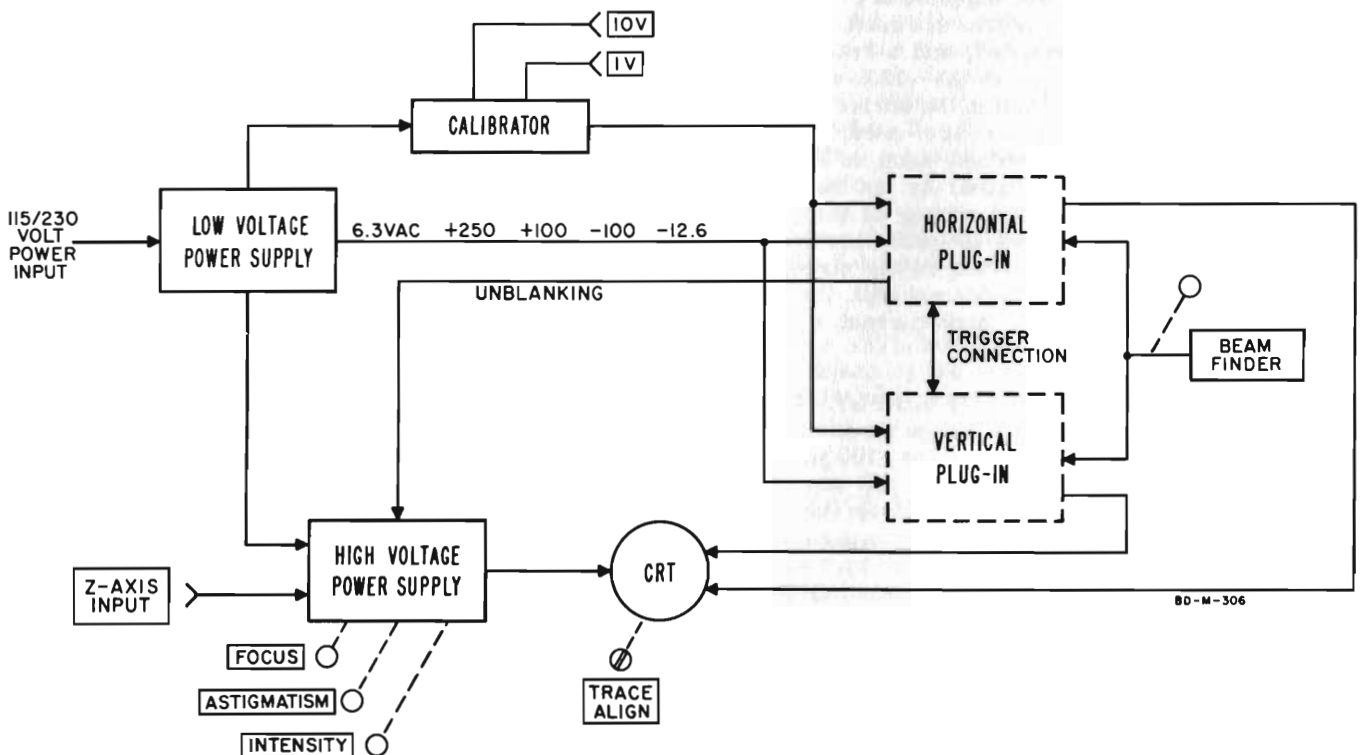 10V
1V
CALIBRATOR
115/230
VOLT
POWER
INPUT
LOW VOLTAGE
POWER SUPPLY
6.3VAC +250 +100 -100 -12.6
HORIZONTAL
PLUG-IN
UNBLANKING
TRIGGER
CONNECTION
BEAM
FINDER
VERTICAL
PLUG-IN
HIGH VOLTAGE
POWER SUPPLY
CRT
Z-AXIS
INPUT
BD-M-306
FOCUS
ASTIGMATISM
INTENSITY
TRACE
ALIGN